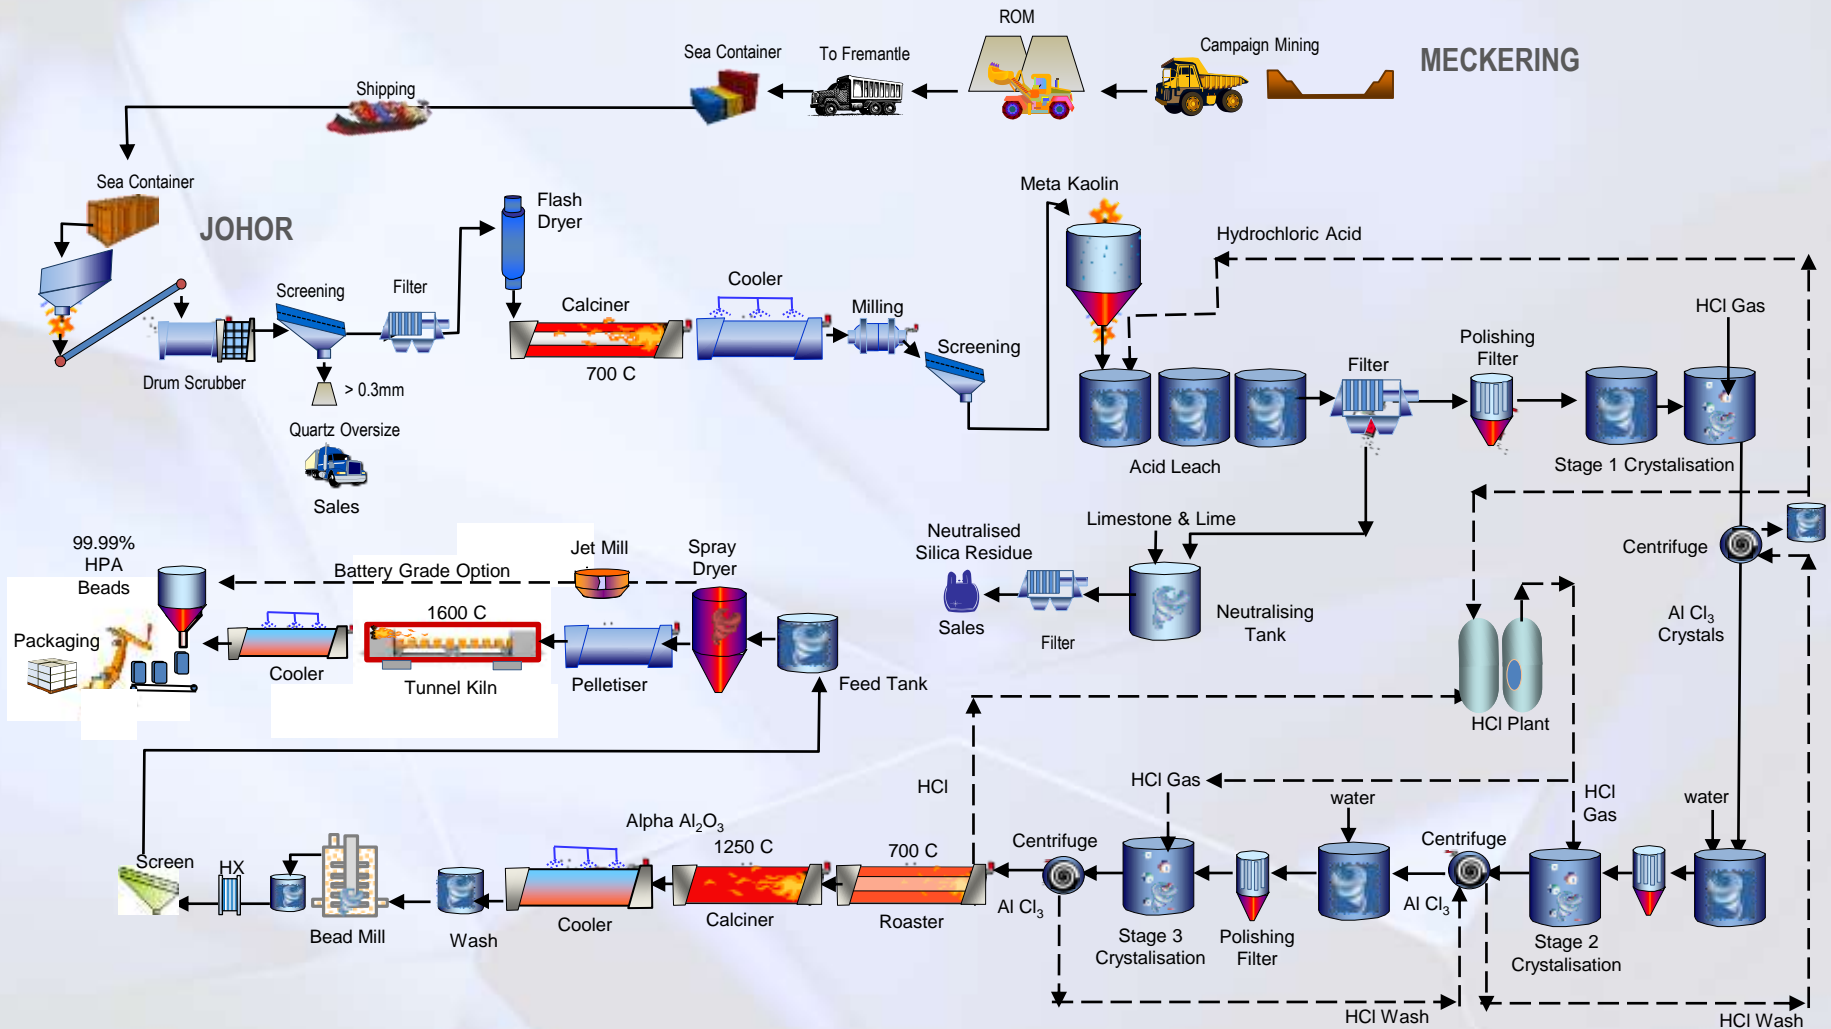 ROM
Campaign Mining
MECKERING
To Fremantle
Sea Container
Shipping
Sea Container
JOHOR
Flash
Dryer
Meta Kaolin
Hydrochloric Acid
Screening
Filter
Calciner
Cooler
Milling
Screening
HCl Gas
Polishing
Filter
Filter
700 C
Drum Scrubber
> 0.3mm
Quartz Oversize
Sales
Acid Leach
Stage 1 Crystalisation
Limestone & Lime
Neutralised
Silica Residue
Sales
Filter
Neutralising
Tank
Centrifuge
Al Cl3
Crystals
HCl Plant
99.99%
HPA
Beads
Battery Grade Option
Jet Mill
Spray
Dryer
1600 C
Packaging
Cooler
Tunnel Kiln
Pelletiser
Feed Tank
HCl
HCl Gas
water
HCl
Gas
water
Screen
HX
Bead Mill
Wash
Cooler
Alpha Al2O3
1250 C
Calciner
700 C
Roaster
Centrifuge
Al Cl3
Stage 3
Crystalisation
Polishing
Filter
Centrifuge
Al Cl3
Stage 2
Crystalisation
HCl Wash
HCl Wash